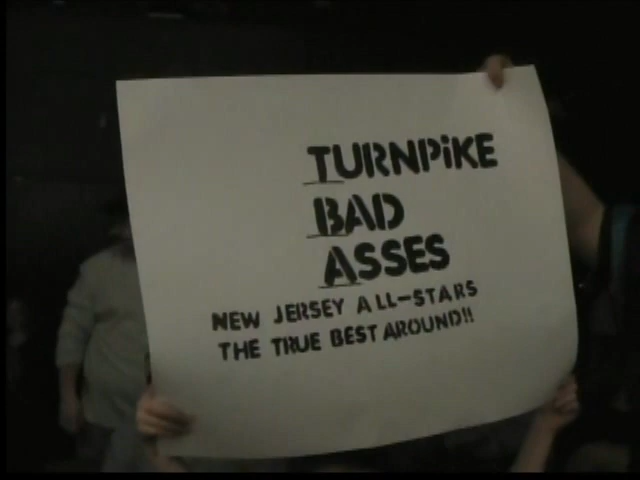 TURNPiKE
BAD
ASSES
NEW JERSEY ALL-STARS
THE TRUE BEST AROUND!!